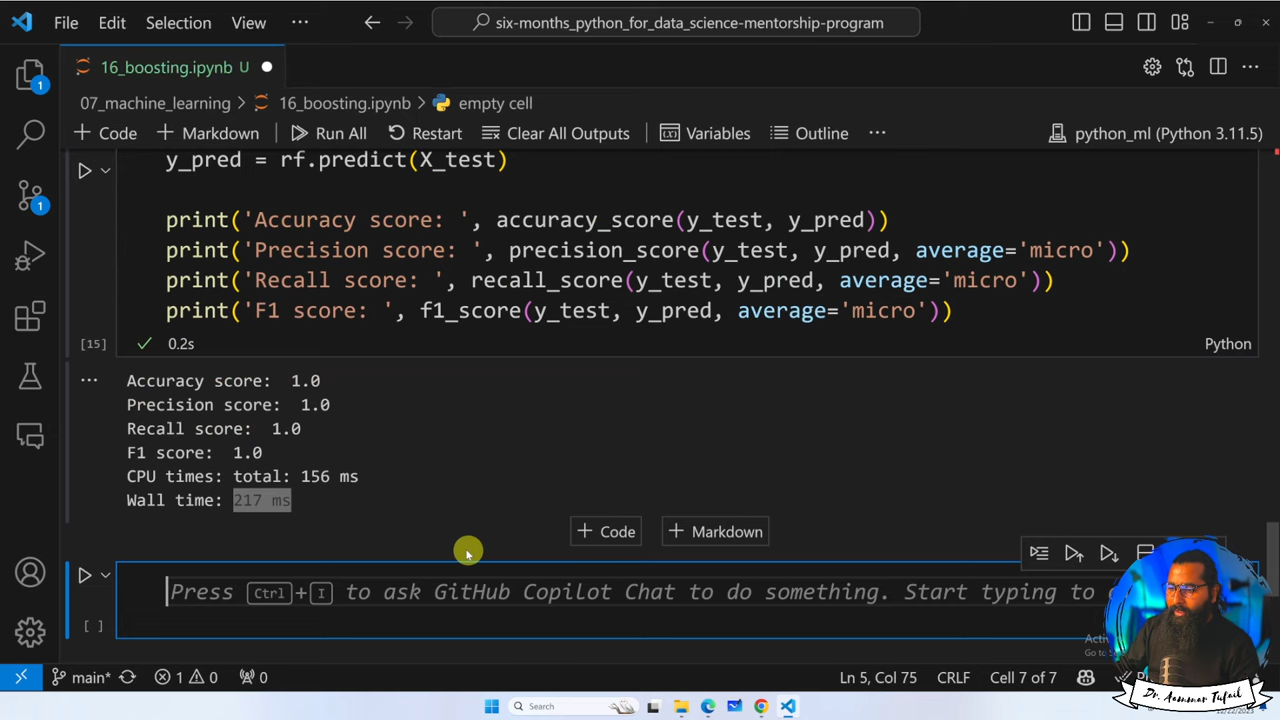 File Edit Selection View ··· six-months_python_for_data_science-mentorship-program
16_boosting.ipynb U
07_machine_learning > 16_boosting.ipynb > empty cell
+ Code + Markdown Run All Restart Clear All Outputs Variables Outline ··· python_ml (Python 3.11.5)
y_pred = rf.predict(X_test)
print('Accuracy score: ', accuracy_score(y_test, y_pred))
print('Precision score: ', precision_score(y_test, y_pred, average='micro'))
print('Recall score: ', recall_score(y_test, y_pred, average='micro'))
print('F1 score: ', f1_score(y_test, y_pred, average='micro'))
[15] 0.2s Python
Accuracy score: 1.0
Precision score: 1.0
Recall score: 1.0
F1 score: 1.0
CPU times: total: 156 ms
Wall time: 217 ms
+ Code + Markdown
Press Ctrl+I to ask GitHub Copilot Chat to do something. Start typing to
[ ]
main* 1 0 0 Ln 5, Col 75 CRLF Cell 7 of 7
Search
Dr. Aammar Tufail